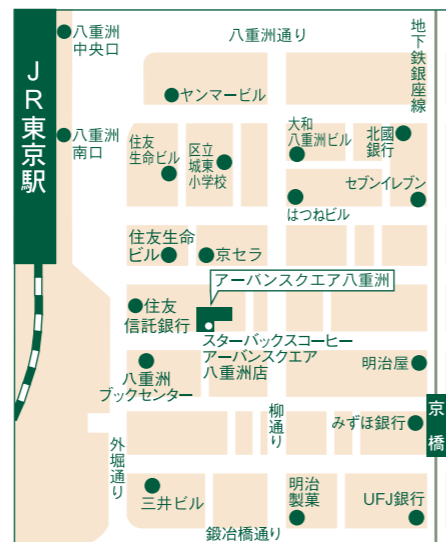 八重洲
中央口
八重洲通り
地下鉄銀座線
JR東京駅
ヤンマービル
八重洲
南口
住友
生命ビル
区立
城東
小学校
大和
八重洲ビル
北國
銀行
セブンイレブン
はつねビル
住友生命
ビル
京セラ
アーバンスクエア八重洲
住友
信託銀行
スターバックスコーヒー
アーバンスクエア
八重洲店
八重洲
ブックセンター
明治屋
京橋
柳通り
みずほ銀行
外堀通り
三井ビル
明治
製菓
UFJ銀行
鍛冶橋通り